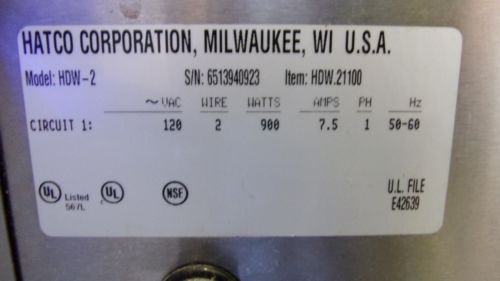 HATCO CORPORATION, MILWAUKEE, WI U.S.A.
Model: HDW-2 S/N: 6513940923 Item: HDW.21100
~ VAC WIRE WATTS AMPS PH Hz
CIRCUIT 1: 120 2 900 7.5 1 50-60
UL Listed 567L UL NSF U.L. FILE E42639